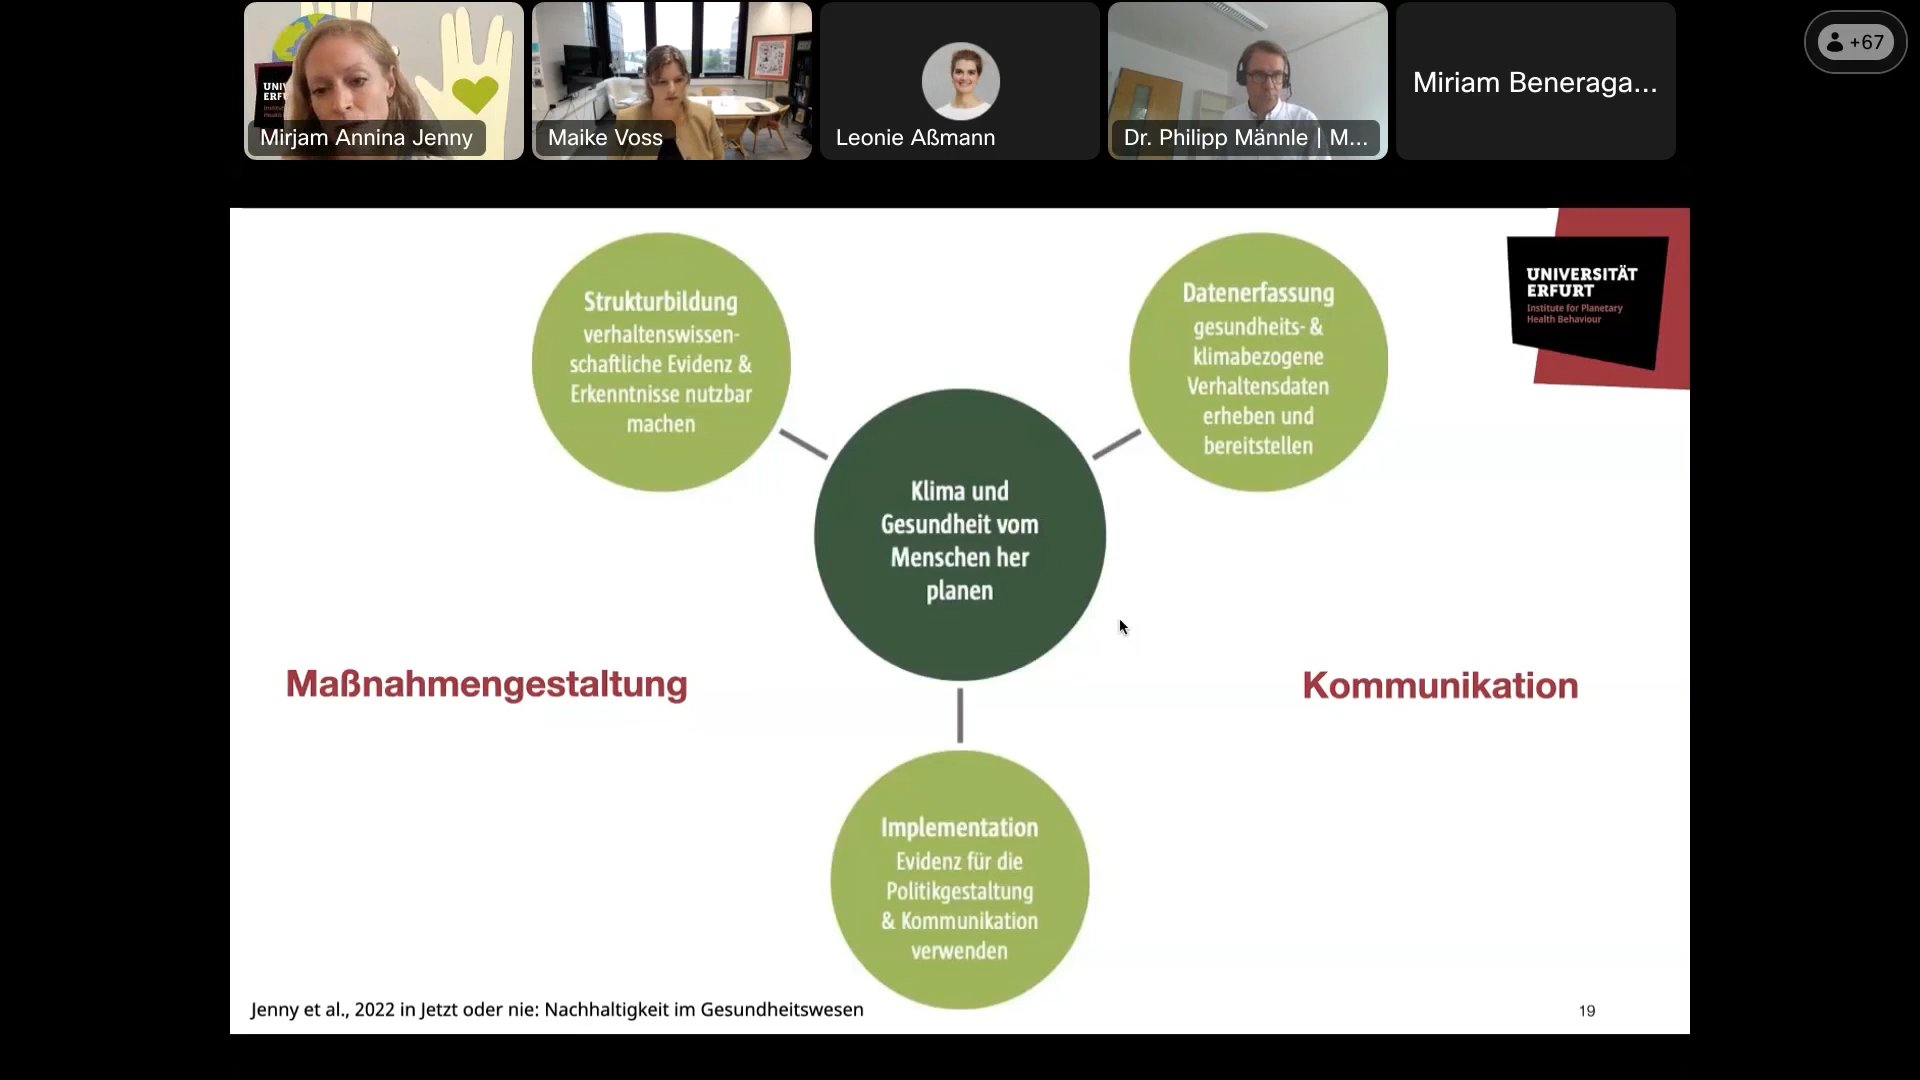 UNI
ERF
Mirjam Annina Jenny
Maike Voss
Leonie Aßmann
Dr. Philipp Männle | M...
Miriam Beneraga...
+67
Strukturbildung
verhaltenswissen-
schaftliche Evidenz &
Erkenntnisse nutzbar
machen
Datenerfassung
gesundheits- &
klimabezogene
Verhaltensdaten
erheben und
bereitstellen
UNIVERSITÄT
ERFURT
Institute for Planetary
Health Behaviour
Klima und
Gesundheit vom
Menschen her
planen
Maßnahmengestaltung
Kommunikation
Implementation
Evidenz für die
Politikgestaltung
& Kommunikation
verwenden
Jenny et al., 2022 in Jetzt oder nie: Nachhaltigkeit im Gesundheitswesen
19